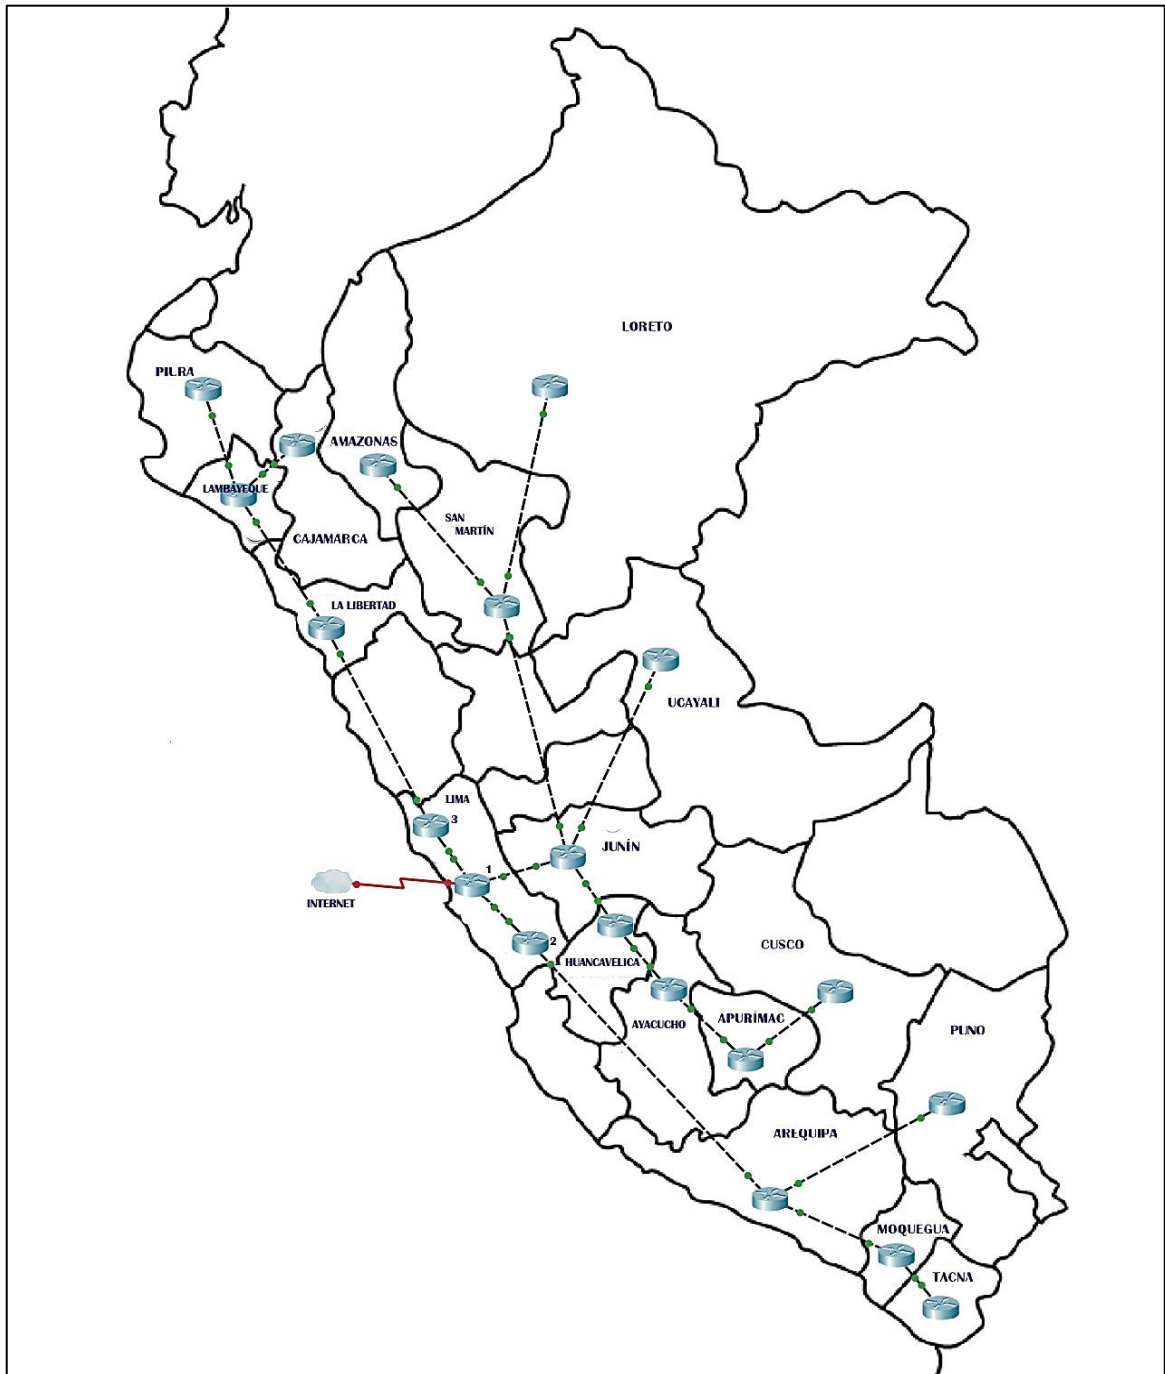 LORETO
PIURA
AMAZONAS
LAMBAYEQUE
SAN
MARTÍN
CAJAMARCA
LA LIBERTAD
UCAYALI
LIMA
3
JUNÍN
1
INTERNET
2
CUSCO
HUANCAVELICA
APURÍMAC
AYACUCHO
PUNO
AREQUIPA
MOQUEGUA
TACNA